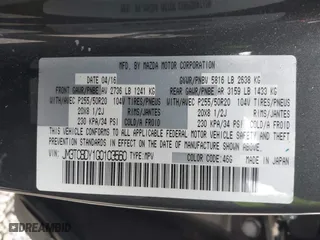 MFD. BY MAZDA MOTOR CORPORATION
DATE 04/16 GVWR/PNBV 5816 LB 2638 KG
FRONT GAWR/PNBE AV 2736 LB 1241 KG REAR GAWR/PNBE AR 3159 LB 1433 KG
WITH/AVEC P255/50R20 104V TIRES/PNEUS WITH/AVEC P255/50R20 104V TIRES/PNEUS
20X8 1/2J RIMS/JANTES 20X8 1/2J RIMS/JANTES
230 KPA / 34 PSI COLD/A FROID 230 KPA / 34 PSI COLD/A FROID
THIS VEHICLE CONFORMS TO ALL APPLICABLE FEDERAL MOTOR VEHICLE SAFETY AND THEFT PREVENTION STANDARDS IN EFFECT ON THE DATE OF MANUFACTURE SHOWN ABOVE.
VIN: TYPE:MPV COLOR CODE: 46G MADE IN JAPAN